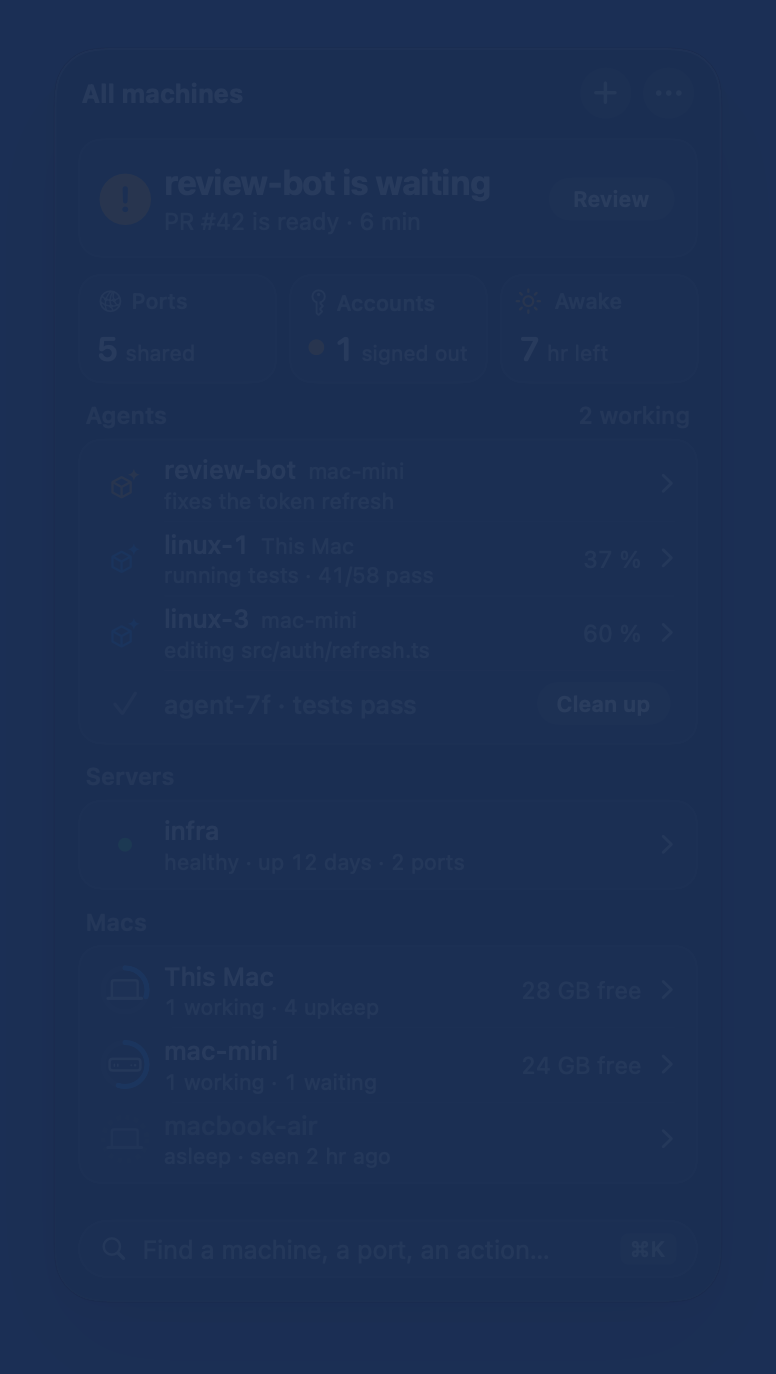 All machines
review-bot is waiting
PR #42 is ready · 6 min
Review
Ports
5 shared
Accounts
1 signed out
Awake
7 hr left
Agents
2 working
review-bot mac-mini
fixes the token refresh
linux-1 This Mac
running tests · 41/58 pass
37 %
linux-3 mac-mini
editing src/auth/refresh.ts
60 %
agent-7f · tests pass
Clean up
Servers
infra
healthy · up 12 days · 2 ports
Macs
This Mac
1 working · 4 upkeep
28 GB free
mac-mini
1 working · 1 waiting
24 GB free
macbook-air
asleep · seen 2 hr ago
Find a machine, a port, an action...
⌘K